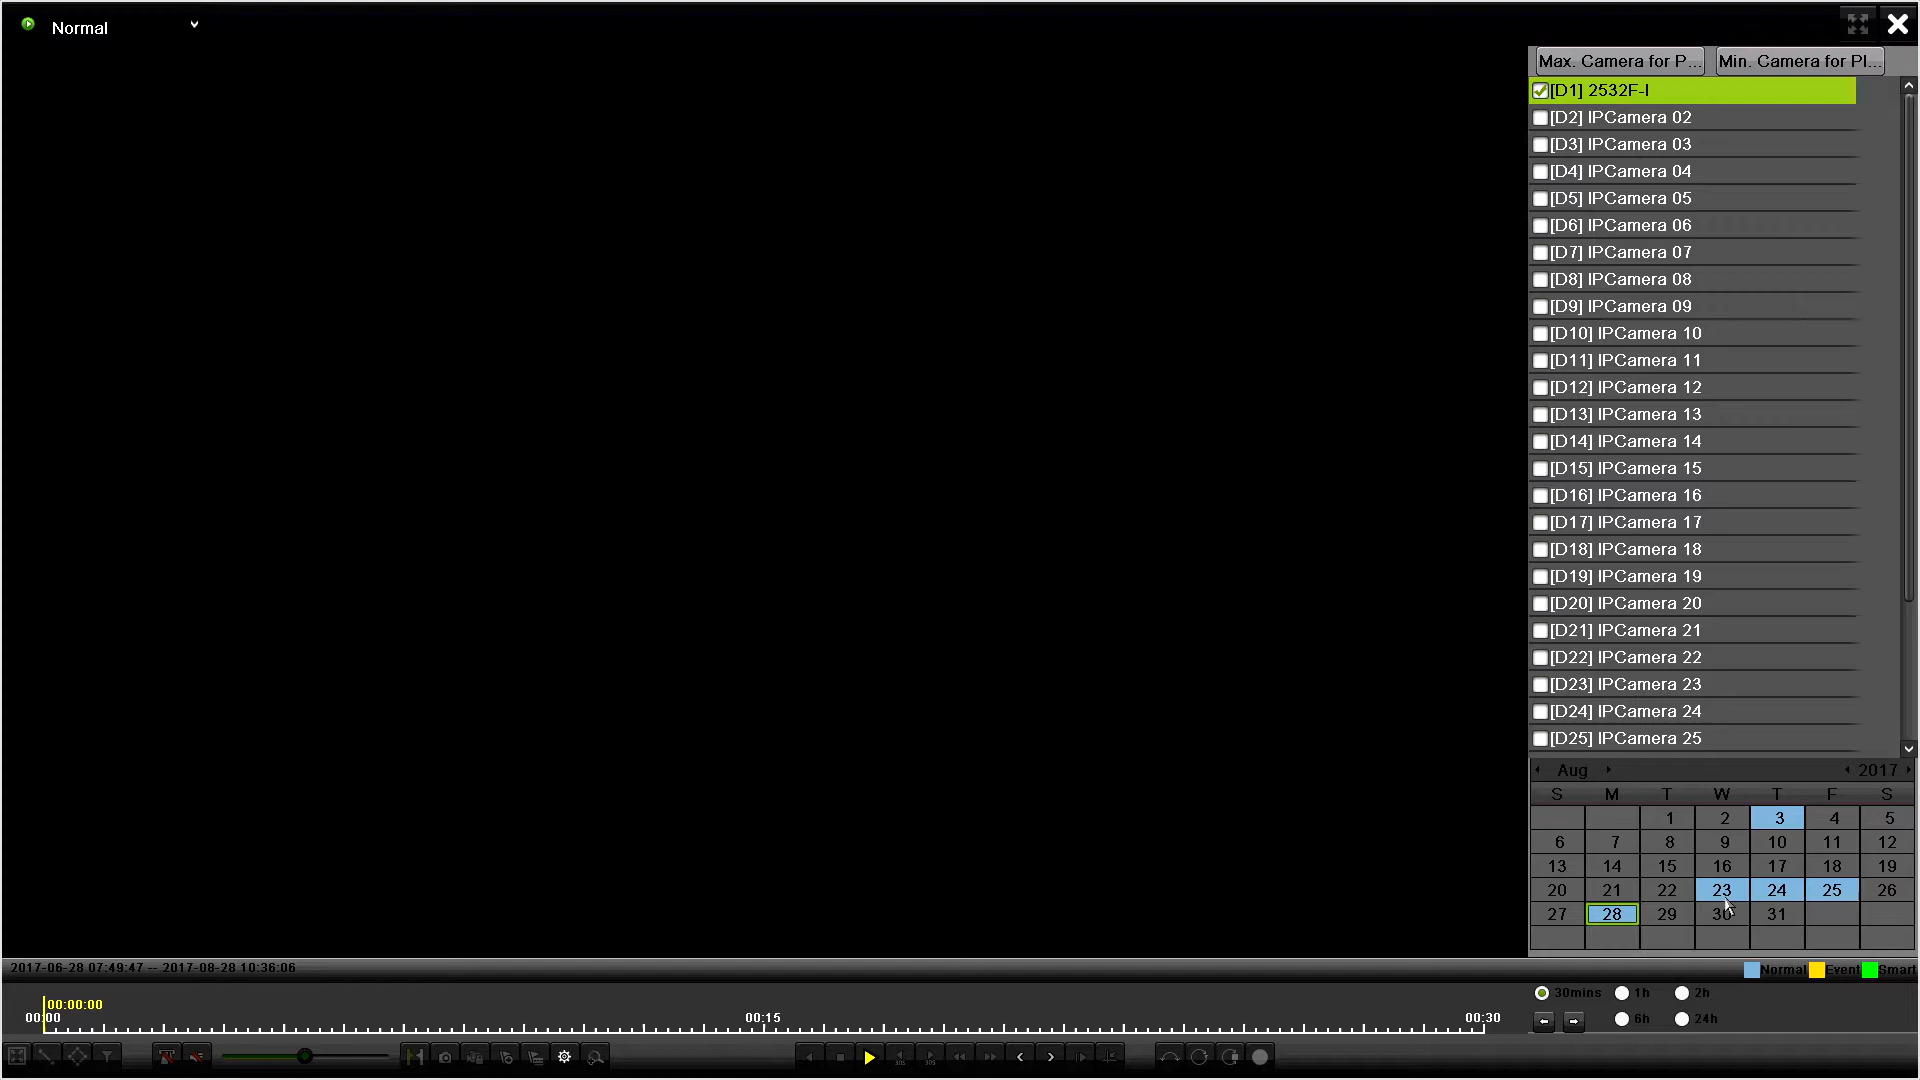 Normal
Max. Camera for P... Min. Camera for Pl...
[D1] 2532F-I
[D2] IPCamera 02
[D3] IPCamera 03
[D4] IPCamera 04
[D5] IPCamera 05
[D6] IPCamera 06
[D7] IPCamera 07
[D8] IPCamera 08
[D9] IPCamera 09
[D10] IPCamera 10
[D11] IPCamera 11
[D12] IPCamera 12
[D13] IPCamera 13
[D14] IPCamera 14
[D15] IPCamera 15
[D16] IPCamera 16
[D17] IPCamera 17
[D18] IPCamera 18
[D19] IPCamera 19
[D20] IPCamera 20
[D21] IPCamera 21
[D22] IPCamera 22
[D23] IPCamera 23
[D24] IPCamera 24
[D25] IPCamera 25
Aug 2017
S M T W T F S
1 2 3 4 5
6 7 8 9 10 11 12
13 14 15 16 17 18 19
20 21 22 23 24 25 26
27 28 29 30 31
2017-06-28 07:49:47 -- 2017-08-28 10:36:06
Normal Event Smart
00:00:00
00:00 00:15 00:30
30mins 1h 2h
6h 24h
30S 30S